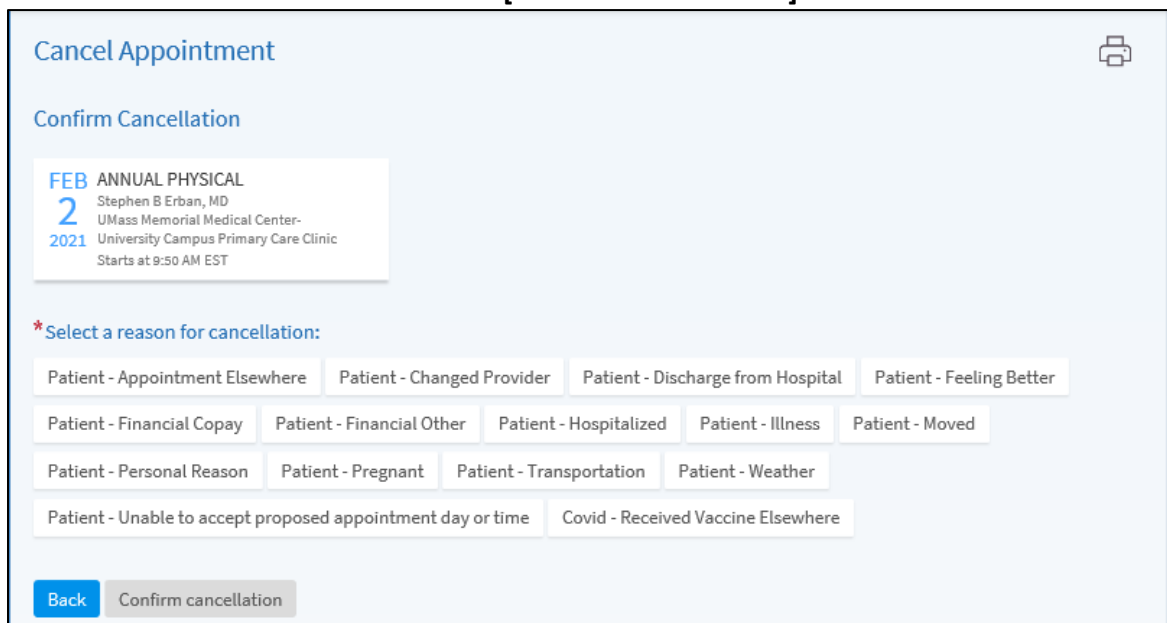 Cancel Appointment
Confirm Cancellation
FEB ANNUAL PHYSICAL
2 Stephen B Erban, MD
UMass Memorial Medical Center-
2021 University Campus Primary Care Clinic
Starts at 9:50 AM EST
*Select a reason for cancellation:
Patient - Appointment Elsewhere Patient - Changed Provider Patient - Discharge from Hospital Patient - Feeling Better
Patient - Financial Copay Patient - Financial Other Patient - Hospitalized Patient - Illness Patient - Moved
Patient - Personal Reason Patient - Pregnant Patient - Transportation Patient - Weather
Patient - Unable to accept proposed appointment day or time Covid - Received Vaccine Elsewhere
Back Confirm cancellation